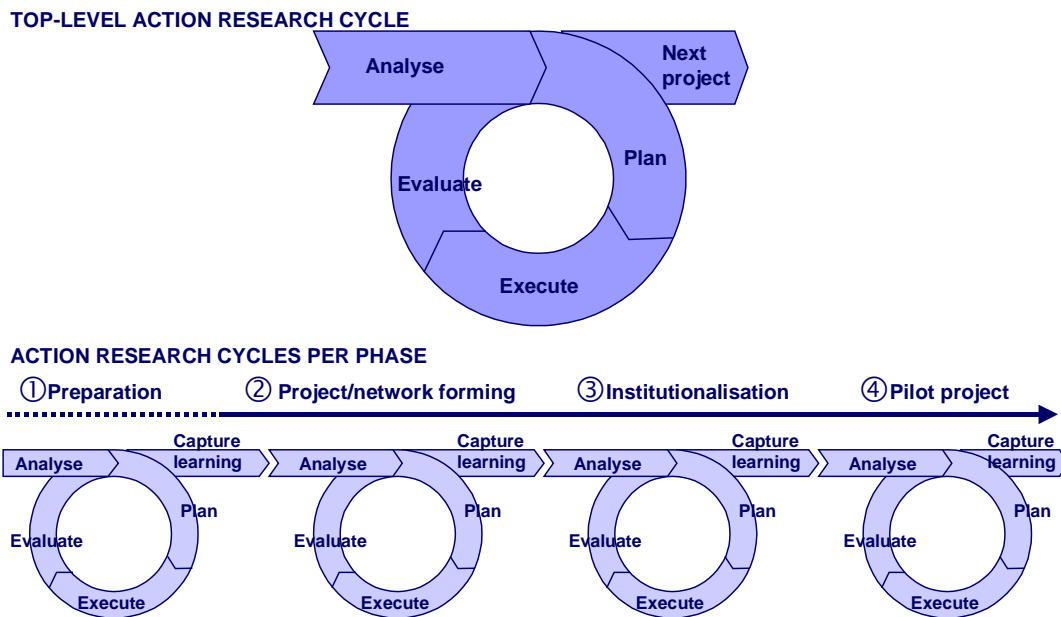 TOP-LEVEL ACTION RESEARCH CYCLE
Analyse
Next
project
Plan
Evaluate
Execute
ACTION RESEARCH CYCLES PER PHASE
①Preparation
② Project/network forming
③Institutionalisation
④Pilot project
Capture
learning
Analyse
Plan
Evaluate
Execute
Capture
learning
Analyse
Plan
Evaluate
Execute
Capture
learning
Analyse
Plan
Evaluate
Execute
Capture
learning
Analyse
Plan
Evaluate
Execute